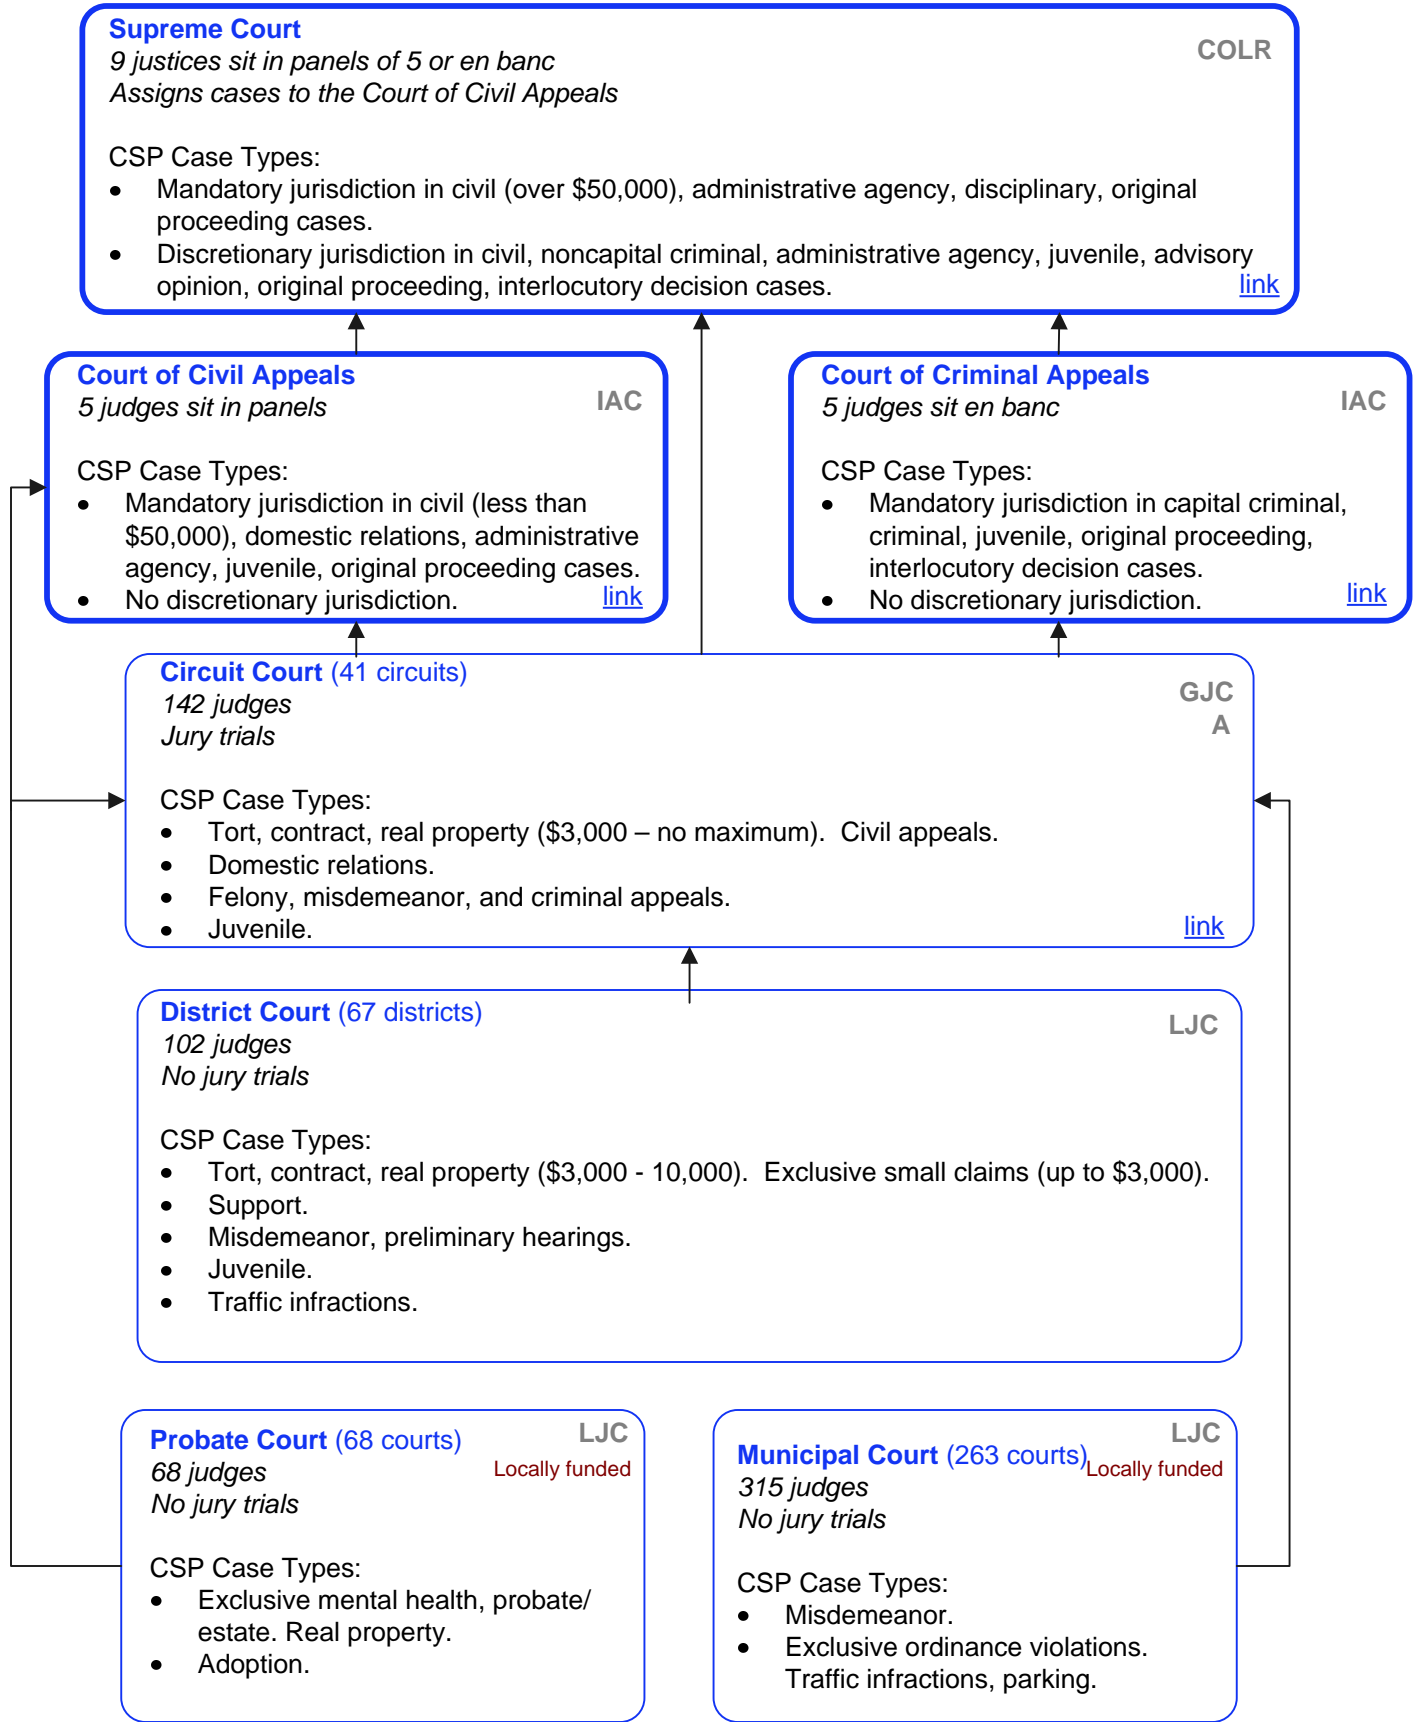 Supreme Court
COLR
9 justices sit in panels of 5 or en banc
Assigns cases to the Court of Civil Appeals
CSP Case Types:
• Mandatory jurisdiction in civil (over $50,000), administrative agency, disciplinary, original
proceeding cases.
• Discretionary jurisdiction in civil, noncapital criminal, administrative agency, juvenile, advisory
opinion, original proceeding, interlocutory decision cases.
link
Court of Civil Appeals
IAC
5 judges sit in panels
CSP Case Types:
• Mandatory jurisdiction in civil (less than
$50,000), domestic relations, administrative
agency, juvenile, original proceeding cases.
• No discretionary jurisdiction.
link
Court of Criminal Appeals
IAC
5 judges sit en banc
CSP Case Types:
• Mandatory jurisdiction in capital criminal,
criminal, juvenile, original proceeding,
interlocutory decision cases.
• No discretionary jurisdiction.
link
Circuit Court (41 circuits)
GJC
A
142 judges
Jury trials
CSP Case Types:
• Tort, contract, real property ($3,000 – no maximum). Civil appeals.
• Domestic relations.
• Felony, misdemeanor, and criminal appeals.
• Juvenile.
link
District Court (67 districts)
LJC
102 judges
No jury trials
CSP Case Types:
• Tort, contract, real property ($3,000 - 10,000). Exclusive small claims (up to $3,000).
• Support.
• Misdemeanor, preliminary hearings.
• Juvenile.
• Traffic infractions.
Probate Court (68 courts)
LJC
Locally funded
68 judges
No jury trials
CSP Case Types:
• Exclusive mental health, probate/
estate. Real property.
• Adoption.
Municipal Court (263 courts)
LJC
Locally funded
315 judges
No jury trials
CSP Case Types:
• Misdemeanor.
• Exclusive ordinance violations.
Traffic infractions, parking.